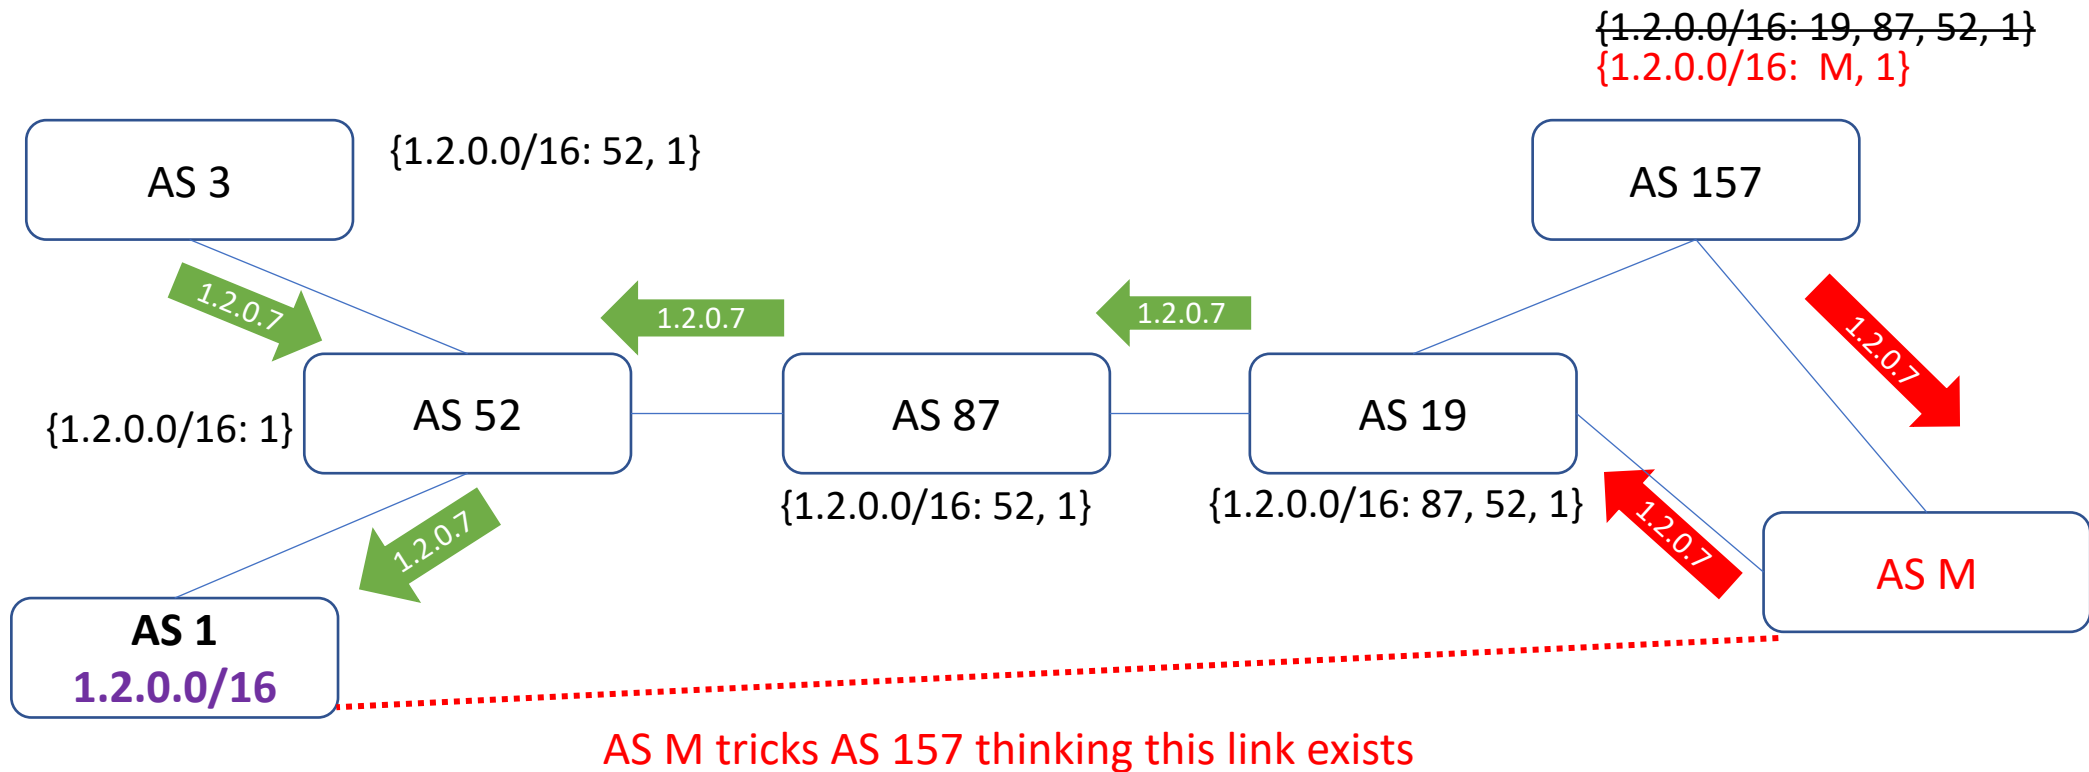 {1.2.0.0/16: 19, 87, 52, 1}
{1.2.0.0/16:  M, 1}
AS 3
{1.2.0.0/16: 52, 1}
AS 157
1.2.0.7
1.2.0.7
1.2.0.7
1.2.0.7
{1.2.0.0/16: 1}
AS 52
AS 87
AS 19
{1.2.0.0/16: 52, 1}
{1.2.0.0/16: 87, 52, 1}
1.2.0.7
1.2.0.7
AS M
AS 1
1.2.0.0/16
AS M tricks AS 157 thinking this link exists